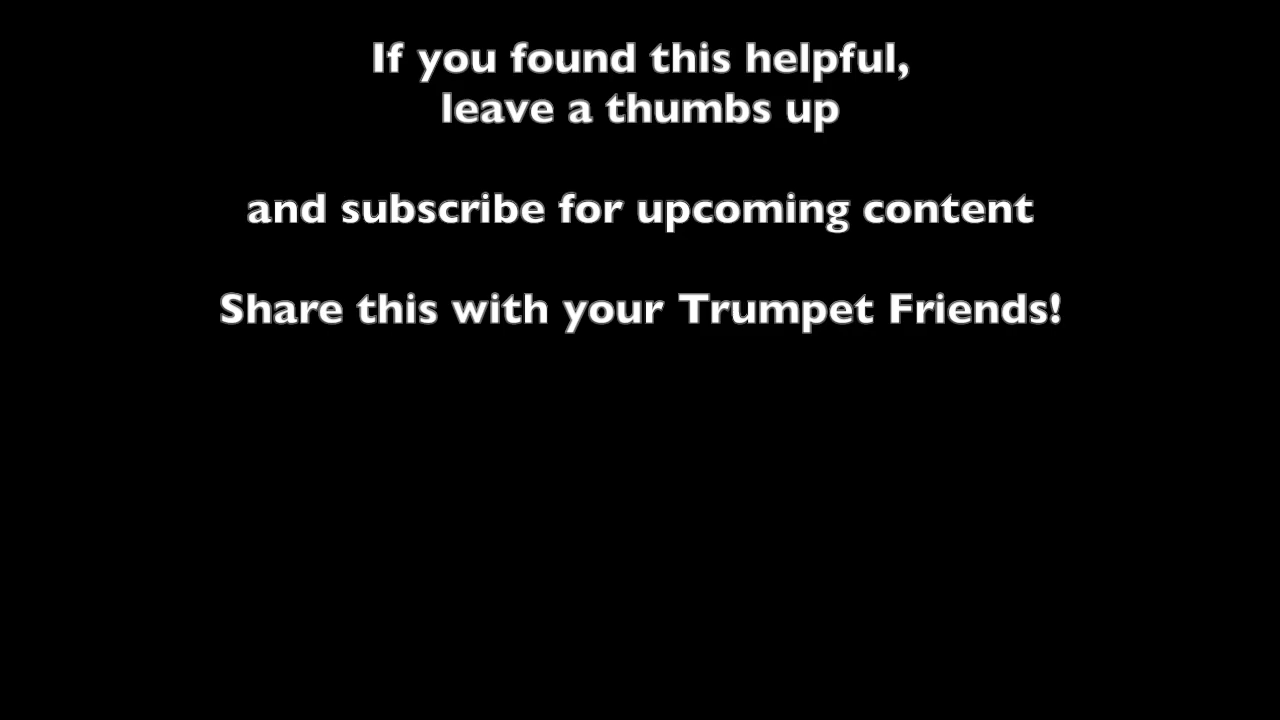 If you found this helpful,
leave a thumbs up
and subscribe for upcoming content
Share this with your Trumpet Friends!